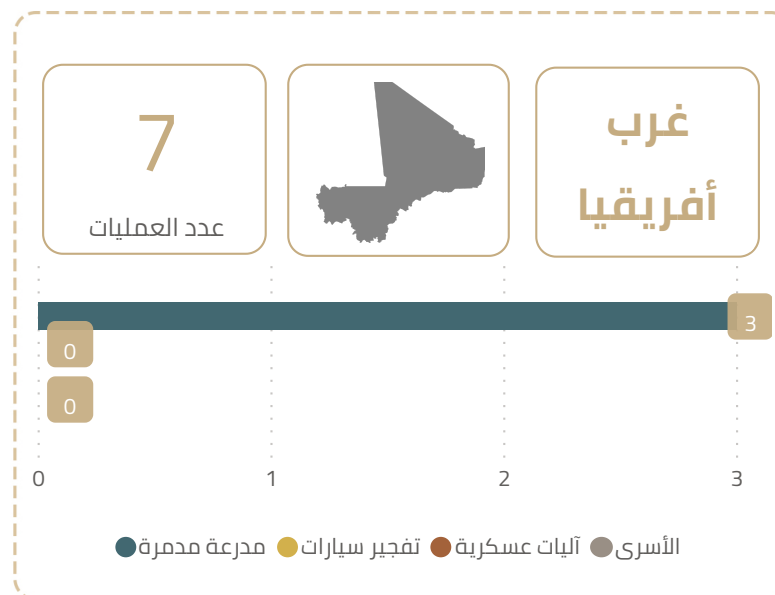 غرب
أفريقيا
7
عدد العمليات
3
0
0
0 1 2 3
الأسرى آليات عسكرية تفجير سيارات مدرعة مدمرة